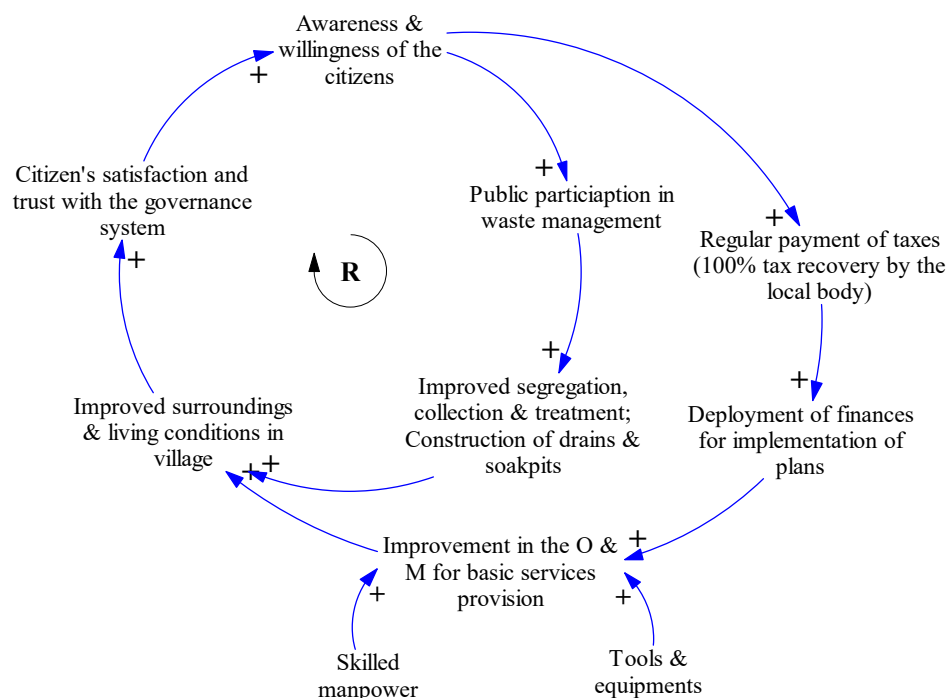 Awareness &
willingness of the
citizens
+
Citizen's satisfaction and
trust with the governance
system
+
+
Public particiaption in
waste management
+
Regular payment of taxes
(100% tax recovery by the
local body)
R
+
Improved segregation,
collection & treatment;
Construction of drains &
soakpits
+
Deployment of finances
for implementation of
plans
Improved surroundings
& living conditions in
village
+
+
Improvement in the O &
M for basic services
provision
+
+
+
Skilled
manpower
Tools &
equipments